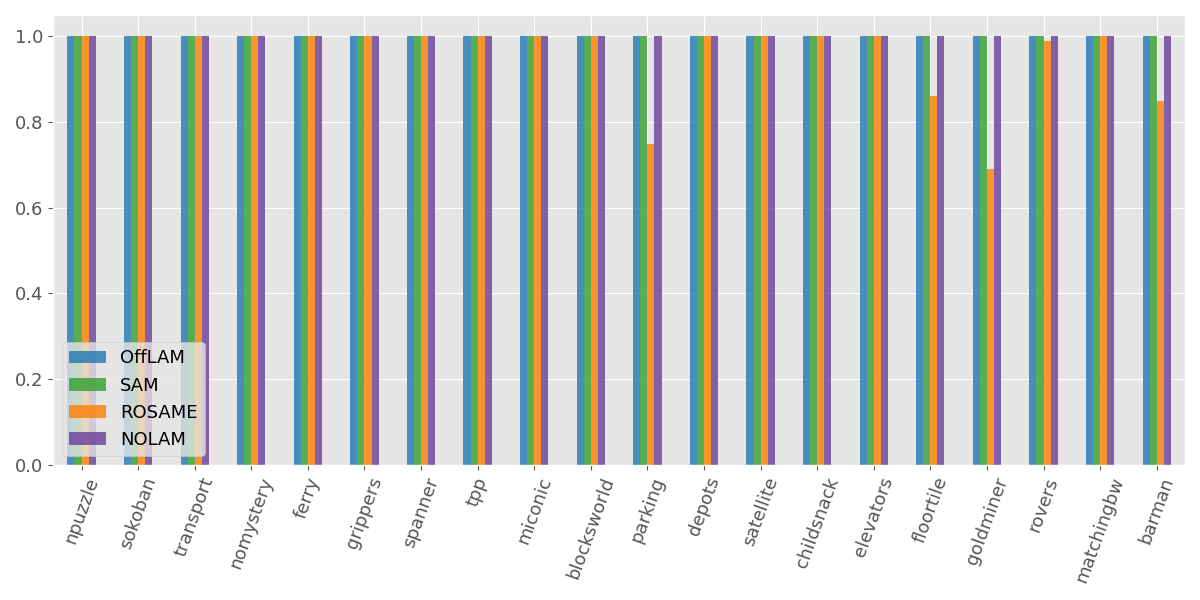 1.0
0.8
0.6
0.4
0.2
0.0
OffLAM
SAM
ROSAME
NOLAM
npuzzle
sokoban
transport
nomystery
ferry
grippers
spanner
tpp
miconic
blocksworld
parking
depots
satellite
childsnack
elevators
floortile
goldminer
rovers
matchingbw
barman